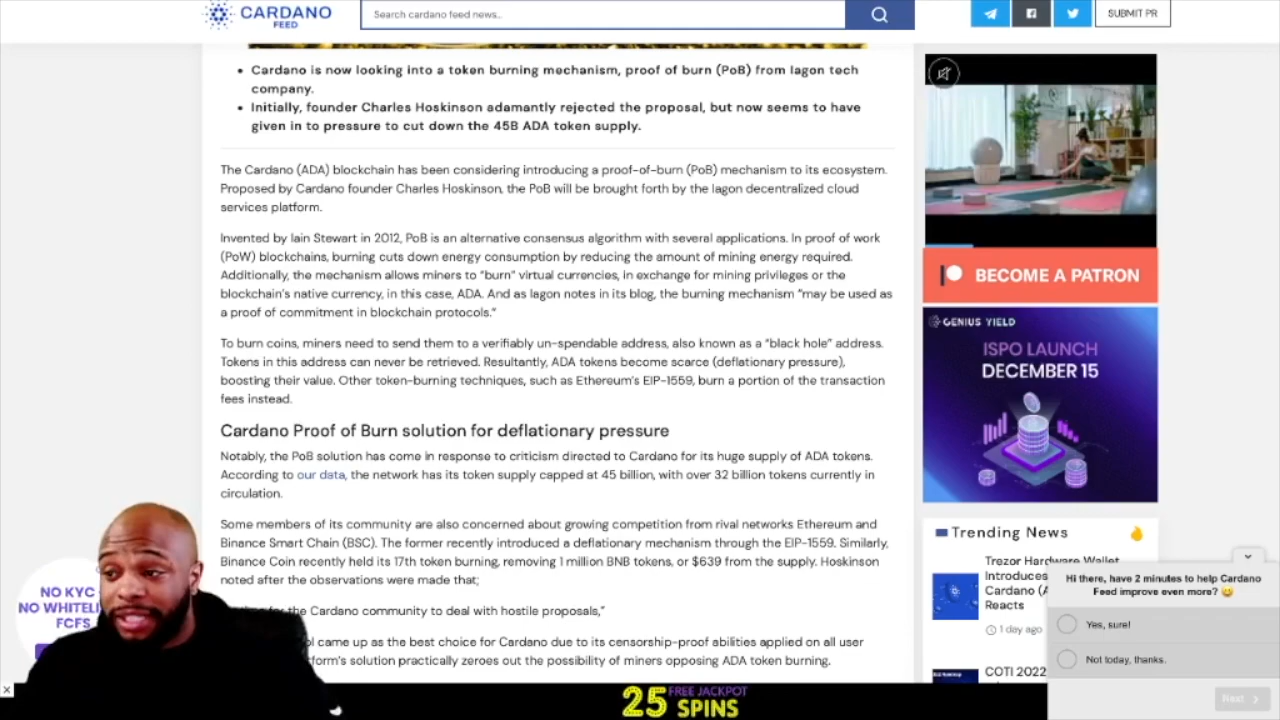 CARDANO
FEED
Search cardano feed news..
SUBMIT PR
• Cardano is now looking into a token burning mechanism, proof of burn (PoB) from Iagon tech
company.
• Initially, founder Charles Hoskinson adamantly rejected the proposal, but now seems to have
given in to pressure to cut down the 45B ADA token supply.
The Cardano (ADA) blockchain has been considering introducing a proof-of-burn (PoB) mechanism to its ecosystem.
Proposed by Cardano founder Charles Hoskinson, the PoB will be brought forth by the Iagon decentralized cloud
services platform.
Invented by Iain Stewart in 2012, PoB is an alternative consensus algorithm with several applications. In proof of work
(PoW) blockchains, burning cuts down energy consumption by reducing the amount of mining energy required.
Additionally, the mechanism allows miners to “burn” virtual currencies, in exchange for mining privileges or the
blockchain's native currency, in this case, ADA. And as Iagon notes in its blog, the burning mechanism “may be used as
a proof of commitment in blockchain protocols.”
To burn coins, miners need to send them to a verifiably un-spendable address, also known as a “black hole” address.
Tokens in this address can never be retrieved. Resultantly, ADA tokens become scarce (deflationary pressure),
boosting their value. Other token-burning techniques, such as Ethereum's EIP-1559, burn a portion of the transaction
fees instead.
Cardano Proof of Burn solution for deflationary pressure
Notably, the PoB solution has come in response to criticism directed to Cardano for its huge supply of ADA tokens.
According to our data, the network has its token supply capped at 45 billion, with over 32 billion tokens currently in
circulation.
Some members of its community are also concerned about growing competition from rival networks Ethereum and
Binance Smart Chain (BSC). The former recently introduced a deflationary mechanism through the EIP-1559. Similarly,
Binance Coin recently held its 17th token burning, removing 1 million BNB tokens, or $639 from the supply. Hoskinson
noted after the observations were made that;
the Cardano community to deal with hostile proposals,”
came up as the best choice for Cardano due to its censorship-proof abilities applied on all user
solution practically zeroes out the possibility of miners opposing ADA token burning.
BECOME A PATRON
GENIUS YIELD
ISPO LAUNCH
DECEMBER 15
Trending News
Trezor Hardware Wallet
Introduces
Cardano (A
Reacts
1 day ago
COTI 2022
Hi there, have 2 minutes to help Cardano
Feed improve even more? 😀
Yes, sure!
Not today, thanks.
Next
NO KYC
NO WHITELI
FCFS
25 FREE JACKPOT
SPINS